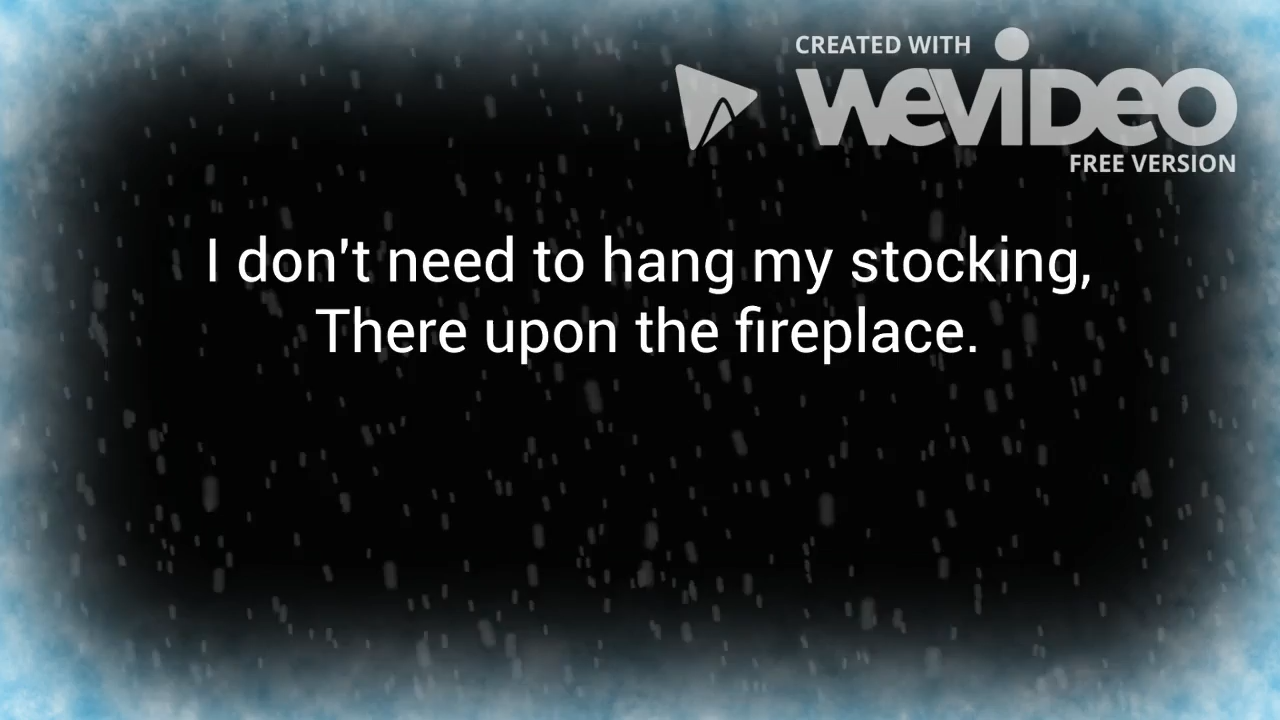 CREATED WITH
WeVideo
FREE VERSION
I don't need to hang my stocking,
There upon the fireplace.